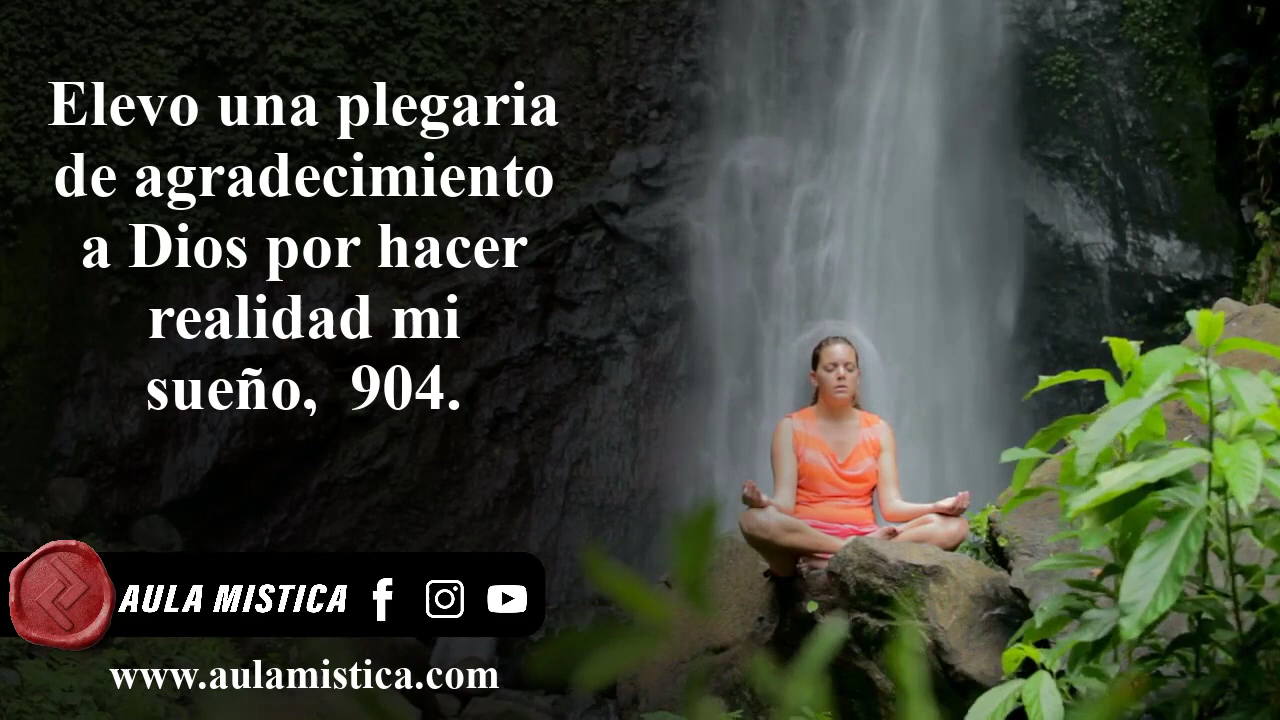 Elevo una plegaria
de agradecimiento
a Dios por hacer
realidad mi
sueño,  904.
AULA MISTICA
www.aulamistica.com